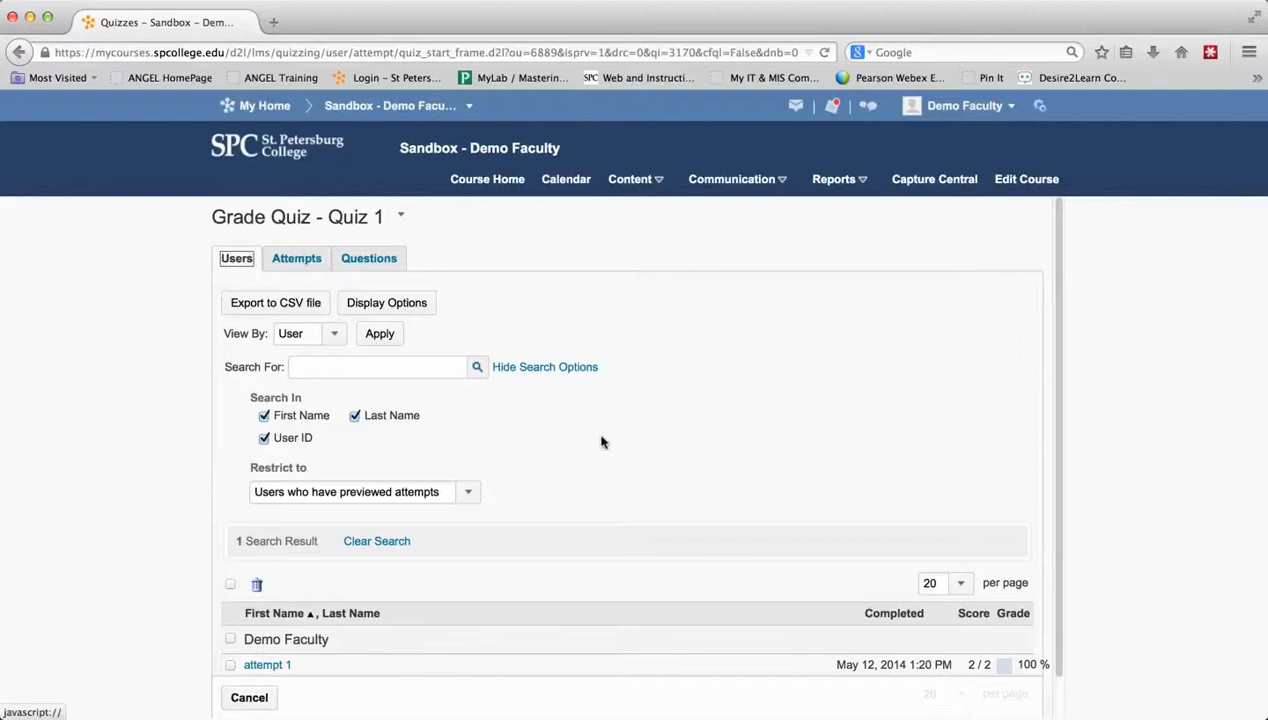 Quizzes – Sandbox – Dem...
https://mycourses.spcollege.edu/d2l/lms/quizzing/user/attempt/quiz_start_frame.d2l?ou=6889&isprv=1&drc=0&qi=3170&cfql=False&dnb=0
Google
Most Visited
ANGEL HomePage
ANGEL Training
Login – St Peters...
MyLab / Masterin...
SPC Web and Instructi...
My IT & MIS Com...
Pearson Webex E...
Pin It
Desire2Learn Co...
My Home
Sandbox - Demo Facu...
Demo Faculty
SPC St. Petersburg College
Sandbox - Demo Faculty
Course Home
Calendar
Content
Communication
Reports
Capture Central
Edit Course
Grade Quiz - Quiz 1
Users
Attempts
Questions
Export to CSV file
Display Options
View By: User
Apply
Search For:
Hide Search Options
Search In
First Name
Last Name
User ID
Restrict to
Users who have previewed attempts
1 Search Result
Clear Search
20 per page
First Name , Last Name
Completed
Score
Grade
Demo Faculty
attempt 1
May 12, 2014 1:20 PM
2 / 2
100 %
Cancel
20 per page
javascript://